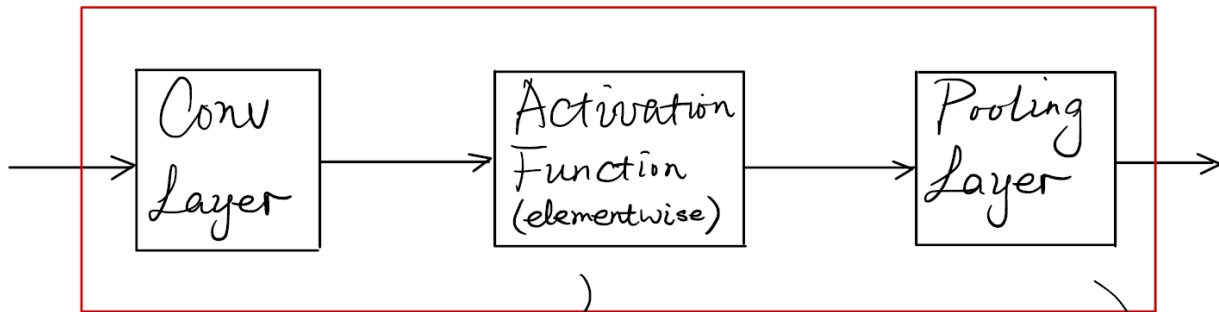 Conv
Layer
Activation
Function
(elementwise)
Pooling
Layer